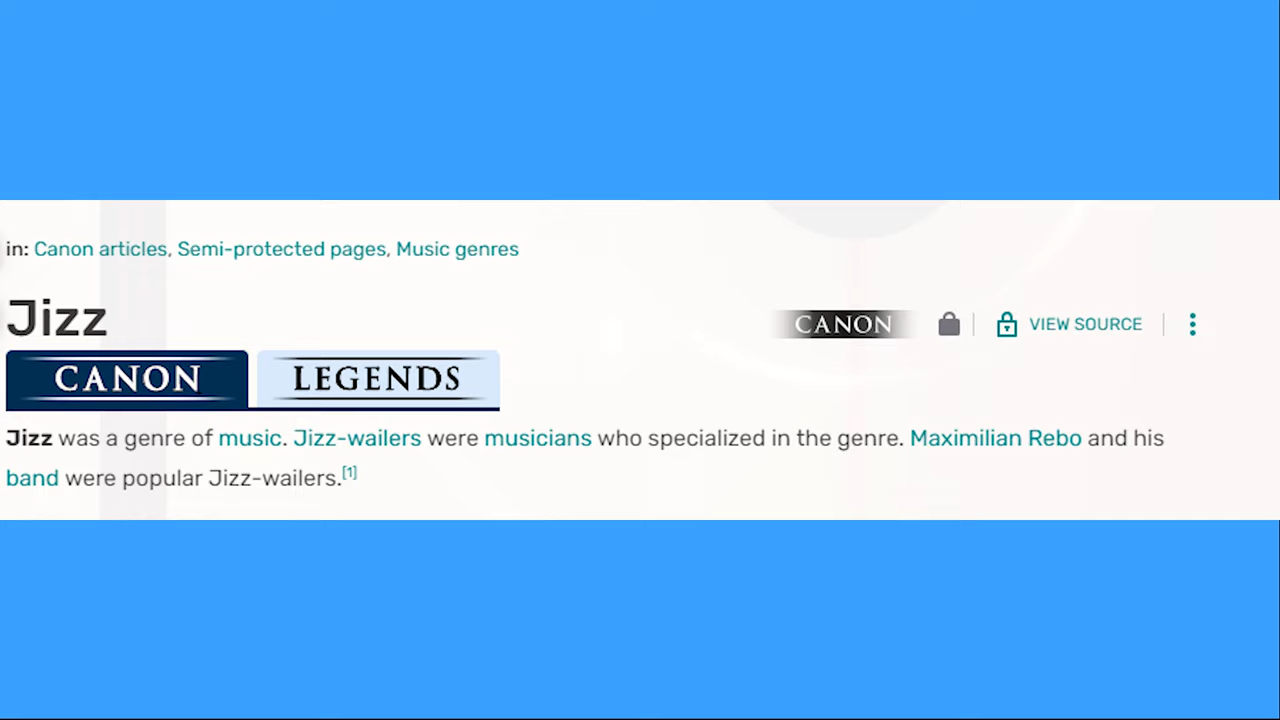 in: Canon articles, Semi-protected pages, Music genres
Jizz
CANON
VIEW SOURCE
CANON
LEGENDS
Jizz was a genre of music. Jizz-wailers were musicians who specialized in the genre. Maximilian Rebo and his
band were popular Jizz-wailers.[1]